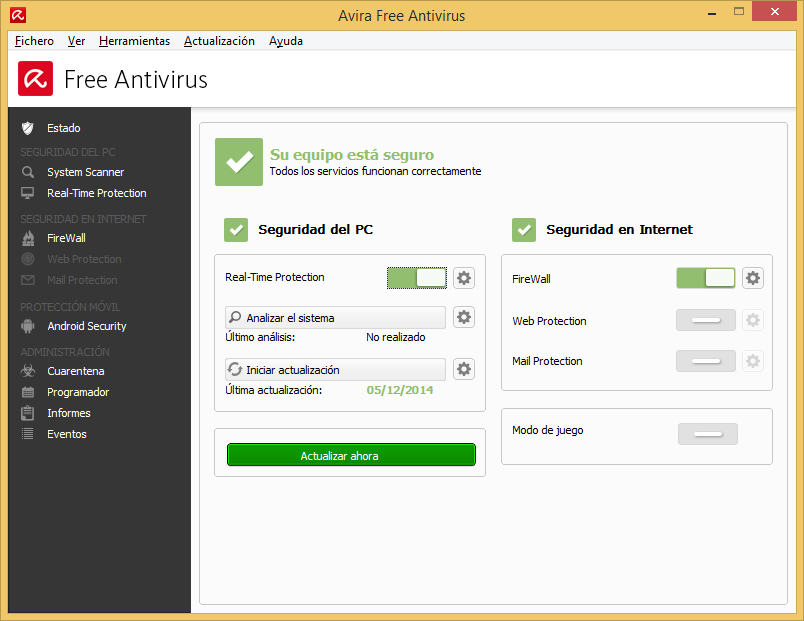 Avira Free Antivirus
Fichero Ver Herramientas Actualización Ayuda
Free Antivirus
Estado
SEGURIDAD DEL PC
System Scanner
Real-Time Protection
SEGURIDAD EN INTERNET
FireWall
Web Protection
Mail Protection
PROTECCIÓN MÓVIL
Android Security
ADMINISTRACIÓN
Cuarentena
Programador
Informes
Eventos
Su equipo está seguro
Todos los servicios funcionan correctamente
Seguridad del PC
Real-Time Protection
Analizar el sistema
Último análisis: No realizado
Iniciar actualización
Última actualización: 05/12/2014
Actualizar ahora
Seguridad en Internet
FireWall
Web Protection
Mail Protection
Modo de juego